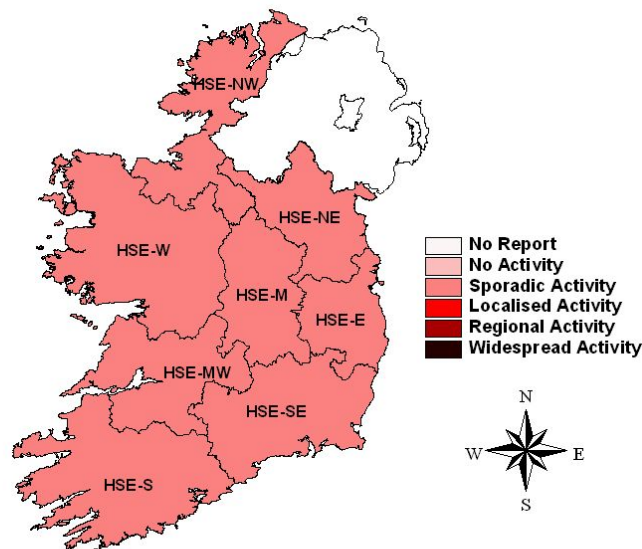 HSE-NW
HSE-NE
HSE-W
HSE-M
HSE-E
HSE-MW
HSE-SE
HSE-S
No Report
No Activity
Sporadic Activity
Localised Activity
Regional Activity
Widespread Activity
N
W E
S